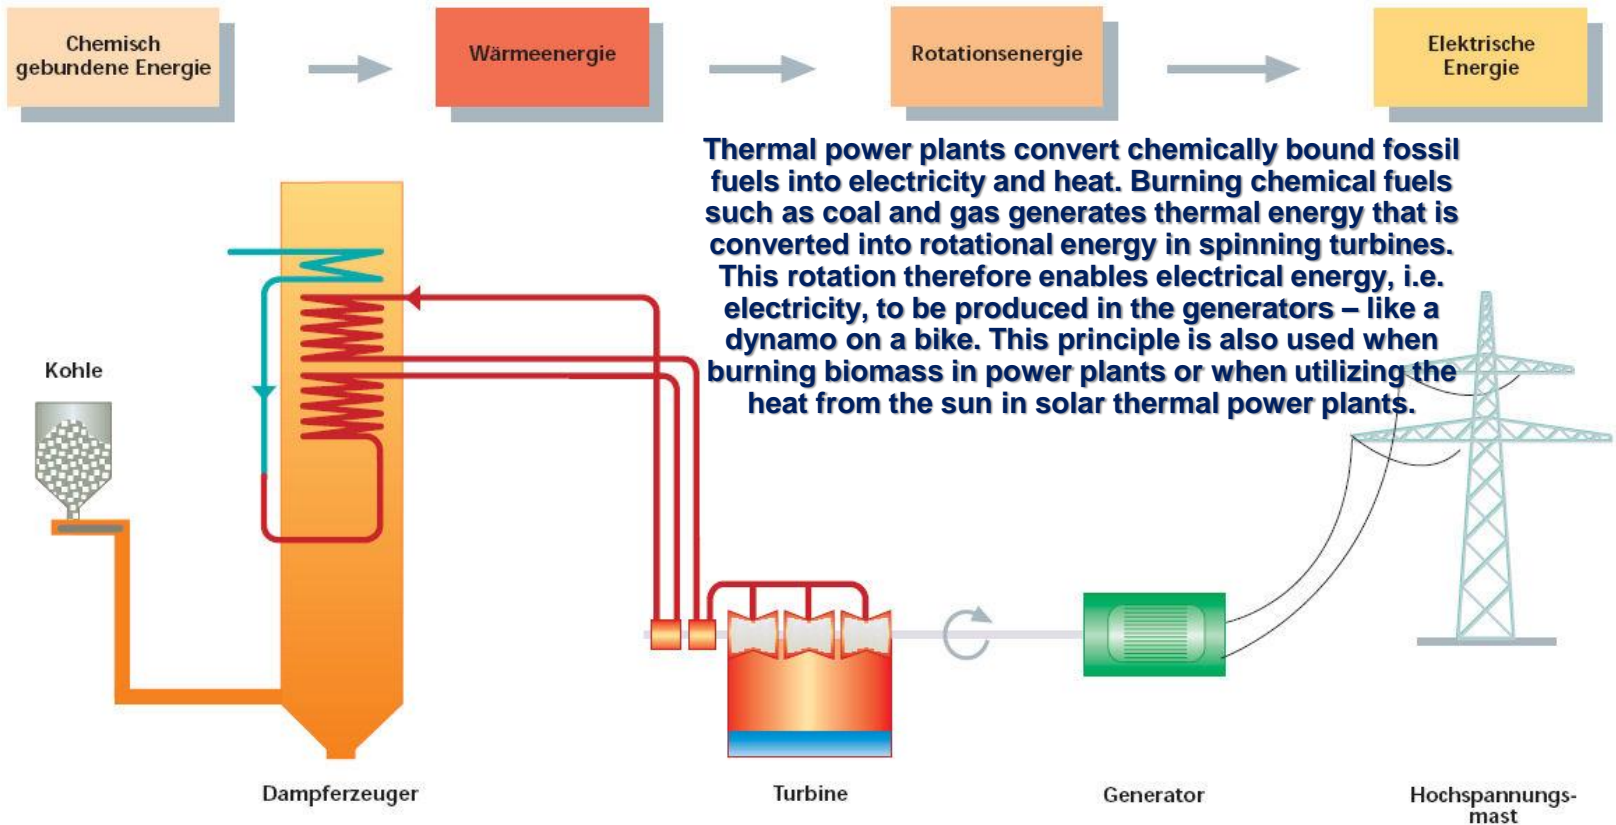 Chemisch
gebundene Energie
Wärmeenergie
Rotationsenergie
Elektrische
Energie
Thermal power plants convert chemically bound fossil
fuels into electricity and heat. Burning chemical fuels
such as coal and gas generates thermal energy that is
converted into rotational energy in spinning turbines.
This rotation therefore enables electrical energy, i.e.
electricity, to be produced in the generators – like a
dynamo on a bike. This principle is also used when
burning biomass in power plants or when utilizing the
heat from the sun in solar thermal power plants.
Kohle
Dampferzeuger
Turbine
Generator
Hochspannungs-
mast